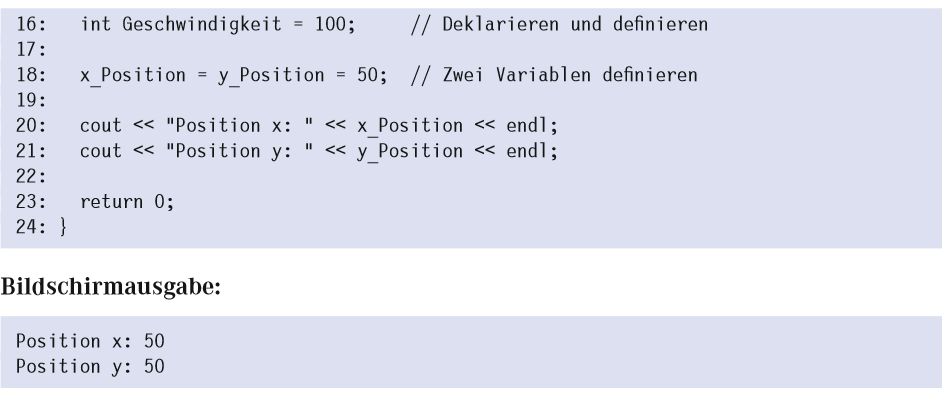 16:   int Geschwindigkeit = 100;     // Deklarieren und definieren
17:
18:   x_Position = y_Position = 50;  // Zwei Variablen definieren
19:
20:   cout << "Position x: " << x_Position << endl;
21:   cout << "Position y: " << y_Position << endl;
22:
23:   return 0;
24: }
Bildschirmausgabe:
Position x: 50
Position y: 50